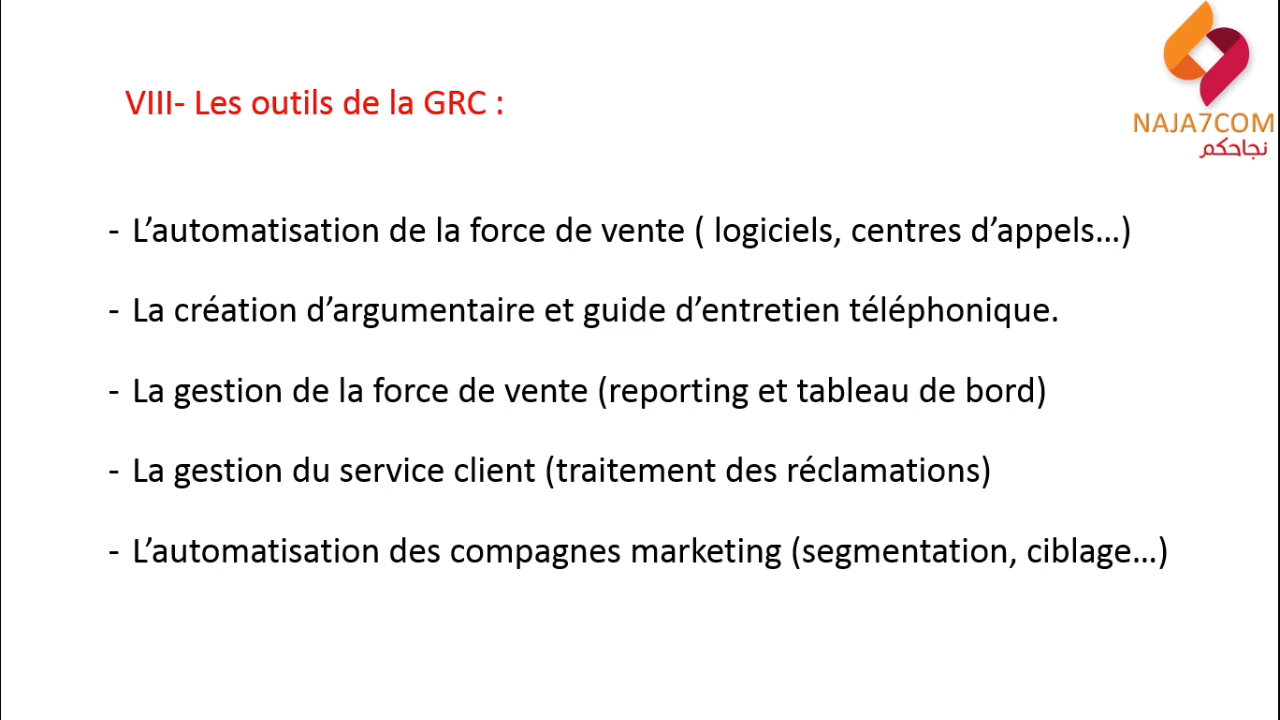 NAJA7COM
نجاحكم
VIII- Les outils de la GRC :
- L’automatisation de la force de vente ( logiciels, centres d’appels…)
- La création d’argumentaire et guide d’entretien téléphonique.
- La gestion de la force de vente (reporting et tableau de bord)
- La gestion du service client (traitement des réclamations)
- L’automatisation des compagnes marketing (segmentation, ciblage…)